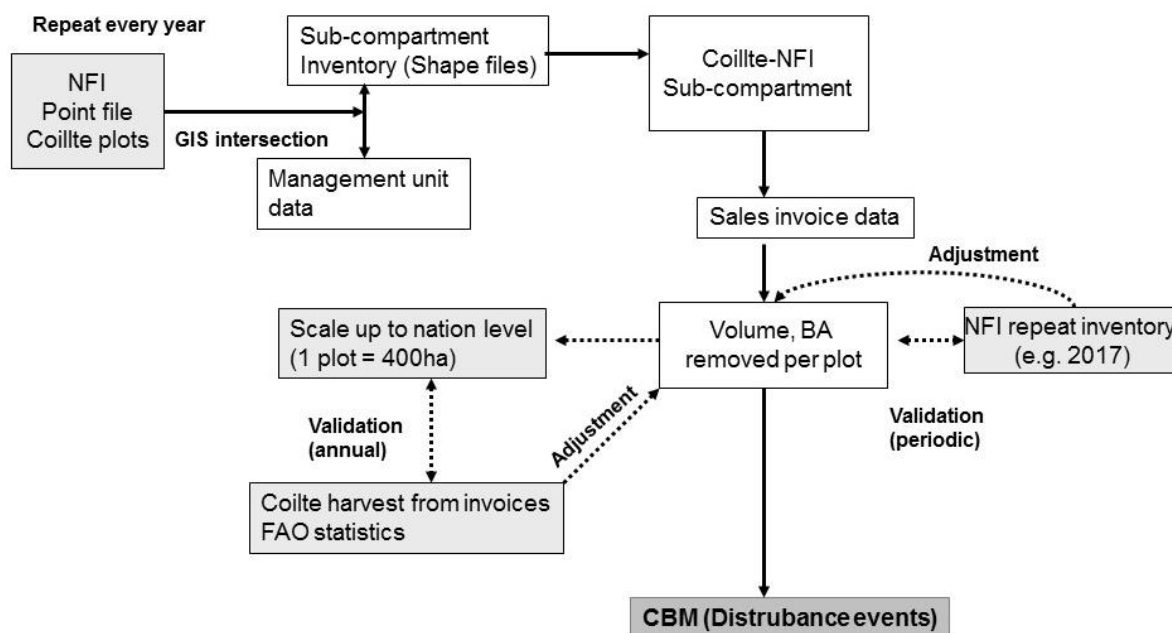 Repeat every year
NFI
Point file
Coillte plots
GIS intersection
Sub-compartment
Inventory (Shape files)
Management unit
data
Coillte-NFI
Sub-compartment
Sales invoice data
Adjustment
Volume, BA
removed per plot
NFI repeat inventory
(e.g. 2017)
Validation
(periodic)
Scale up to nation level
(1 plot = 400ha)
Validation
(annual)
Adjustment
Coilte harvest from invoices
FAO statistics
CBM (Distrubance events)